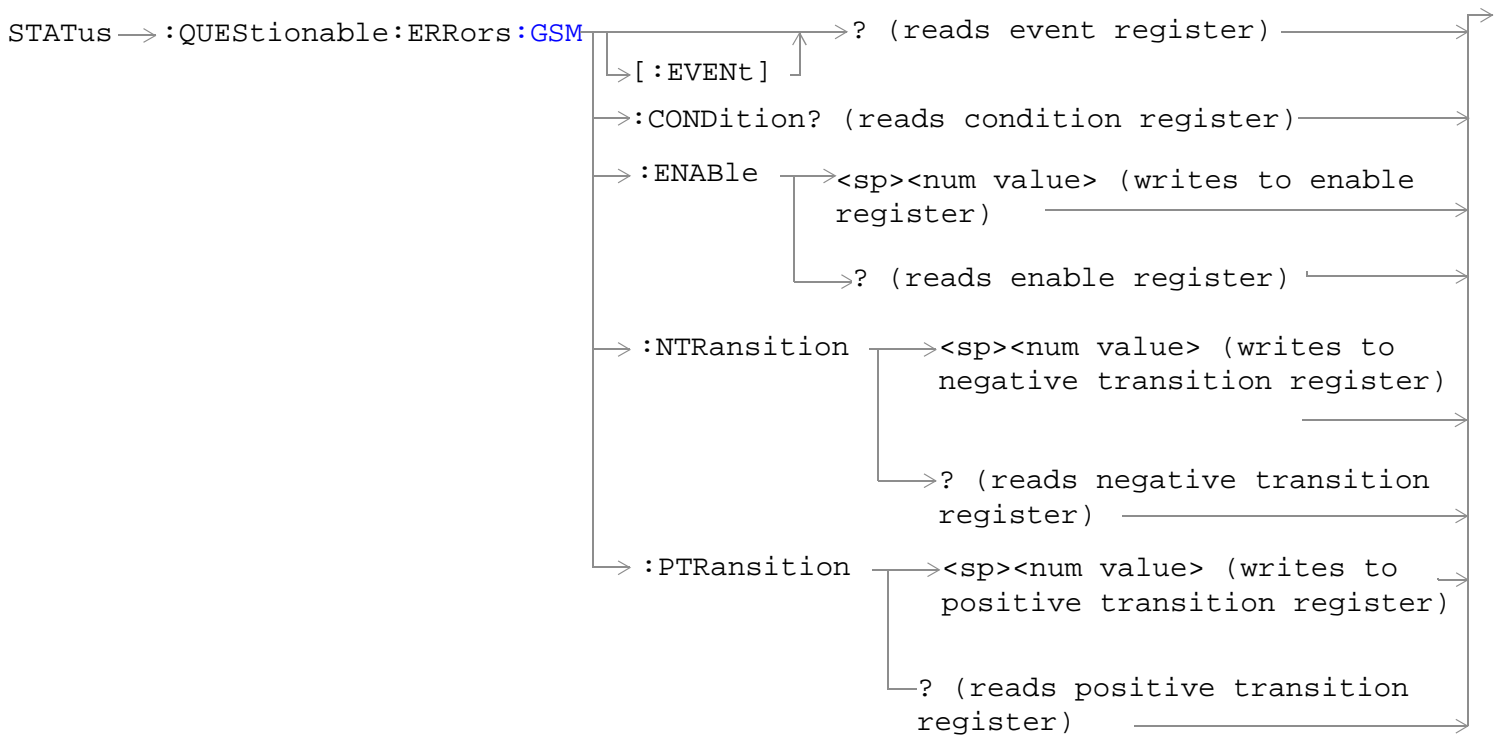 STATus :QUEStionable:ERRors:GSM ? (reads event register)
[:EVENt]
:CONDition? (reads condition register)
:ENABle <sp><num value> (writes to enable
register)
? (reads enable register)
:NTRansition <sp><num value> (writes to
negative transition register)
? (reads negative transition
register)
:PTRansition <sp><num value> (writes to
positive transition register)
? (reads positive transition
register)